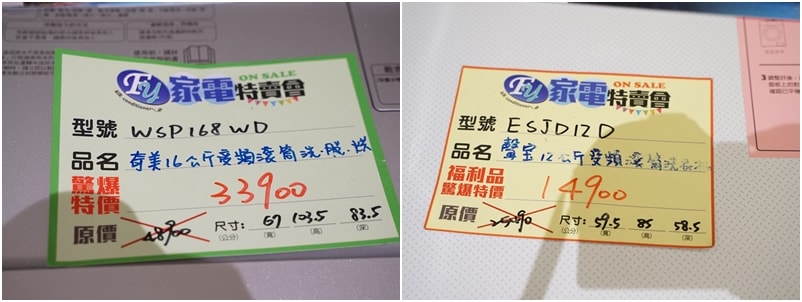 Fy 家電特賣會
ON SALE
型號 WSP168WD
品名 奇美16公斤變頻滾筒洗.脫.烘
驚爆特價 33900
原價 48900
尺寸: 67 103.5 83.5
(公分) (寬) (高) (深)
Fy 家電特賣會
ON SALE
型號 ESJD12D
品名 聲寶12公斤變頻滾筒洗衣
福利品
驚爆特價 14900
原價
尺寸: 59.5 85 58.5
(公分) (寬) (高) (深)